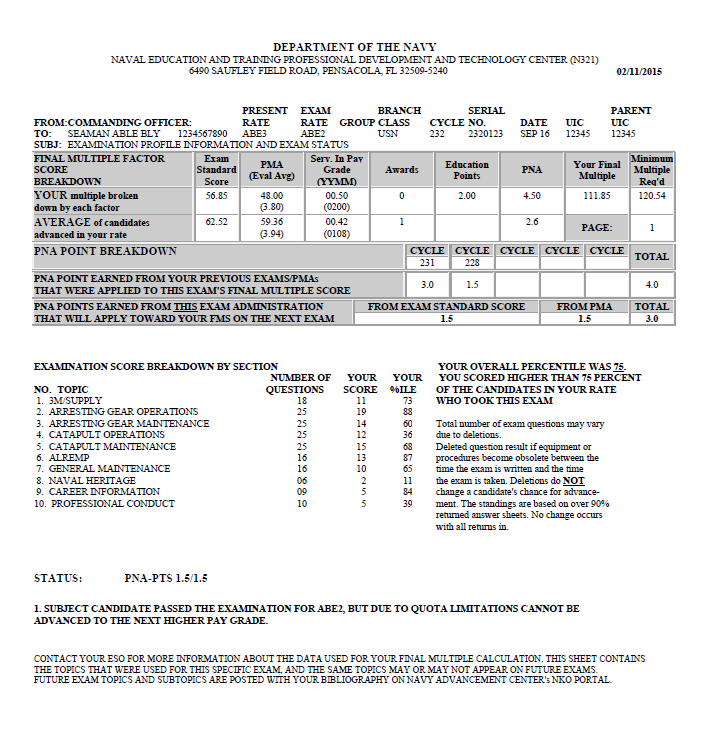 DEPARTMENT OF THE NAVY
NAVAL EDUCATION AND TRAINING PROFESSIONAL DEVELOPMENT AND TECHNOLOGY CENTER (N321)
6490 SAUFLEY FIELD ROAD, PENSACOLA, FL 32509-5240
02/11/2015
PRESENT EXAM BRANCH SERIAL PARENT
FROM:COMMANDING OFFICER: RATE RATE GROUP CLASS CYCLE NO. DATE UIC UIC
TO: SEAMAN ABLE BLY 1234567890 ABE3 ABE2 USN 232 2320123 SEP 16 12345 12345
SUBJ: EXAMINATION PROFILE INFORMATION AND EXAM STATUS
FINAL MULTIPLE FACTOR Exam Serv. In Pay Minimum
SCORE Standard PMA Grade Awards Education PNA Your Final Multiple
BREAKDOWN Score (Eval Avg) (YYMM) Points Multiple Req'd
YOUR multiple broken 56.85 48.00 00.50 0 2.00 4.50 111.85 120.54
down by each factor (3.80) (0200)
AVERAGE of candidates 62.52 59.36 00.42 1 2.6 PAGE: 1
advanced in your rate (3.94) (0108)
PNA POINT BREAKDOWN CYCLE CYCLE CYCLE CYCLE CYCLE TOTAL
231 228
PNA POINT EARNED FROM YOUR PREVIOUS EXAMS/PMAs
THAT WERE APPLIED TO THIS EXAM'S FINAL MULTIPLE SCORE 3.0 1.5 4.0
PNA POINTS EARNED FROM THIS EXAM ADMINISTRATION FROM EXAM STANDARD SCORE FROM PMA TOTAL
THAT WILL APPLY TOWARD YOUR FMS ON THE NEXT EXAM 1.5 1.5 3.0
EXAMINATION SCORE BREAKDOWN BY SECTION
NUMBER OF YOUR YOUR
NO. TOPIC QUESTIONS SCORE %ILE
1. 3M/SUPPLY 18 11 73
2. ARRESTING GEAR OPERATIONS 25 19 88
3. ARRESTING GEAR MAINTENANCE 25 14 60
4. CATAPULT OPERATIONS 25 12 36
5. CATAPULT MAINTENANCE 25 15 68
6. ALREMP 16 13 87
7. GENERAL MAINTENANCE 16 10 65
8. NAVAL HERITAGE 06 2 11
9. CAREER INFORMATION 09 5 84
10. PROFESSIONAL CONDUCT 10 5 39
YOUR OVERALL PERCENTILE WAS 75.
YOU SCORED HIGHER THAN 75 PERCENT
OF THE CANDIDATES IN YOUR RATE
WHO TOOK THIS EXAM
Total number of exam questions may vary
due to deletions.
Deleted question result if equipment or
procedures become obsolete between the
time the exam is written and the time
the exam is taken. Deletions do NOT
change a candidate's chance for advance-
ment. The standings are based on over 90%
returned answer sheets. No change occurs
with all returns in.
STATUS: PNA-PTS 1.5/1.5
1. SUBJECT CANDIDATE PASSED THE EXAMINATION FOR ABE2, BUT DUE TO QUOTA LIMITATIONS CANNOT BE
ADVANCED TO THE NEXT HIGHER PAY GRADE.
CONTACT YOUR ESO FOR MORE INFORMATION ABOUT THE DATA USED FOR YOUR FINAL MULTIPLE CALCULATION. THIS SHEET CONTAINS
THE TOPICS THAT WERE USED FOR THIS SPECIFIC EXAM, AND THE SAME TOPICS MAY OR MAY NOT APPEAR ON FUTURE EXAMS.
FUTURE EXAM TOPICS AND SUBTOPICS ARE POSTED WITH YOUR BIBLIOGRAPHY ON NAVY ADVANCEMENT CENTER's NKO PORTAL.